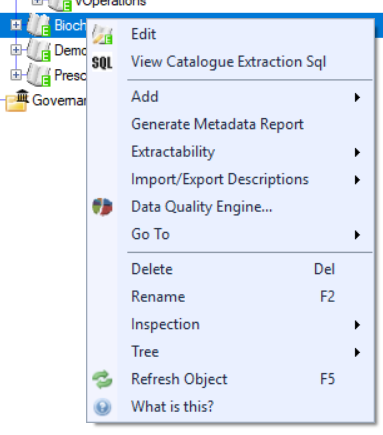 vOperations
Bioch
Edit
Demo
SQL View Catalogue Extraction Sql
Presc
Governa
Add
Generate Metadata Report
Extractability
Import/Export Descriptions
Data Quality Engine...
Go To
Delete Del
Rename F2
Inspection
Tree
Refresh Object F5
What is this?